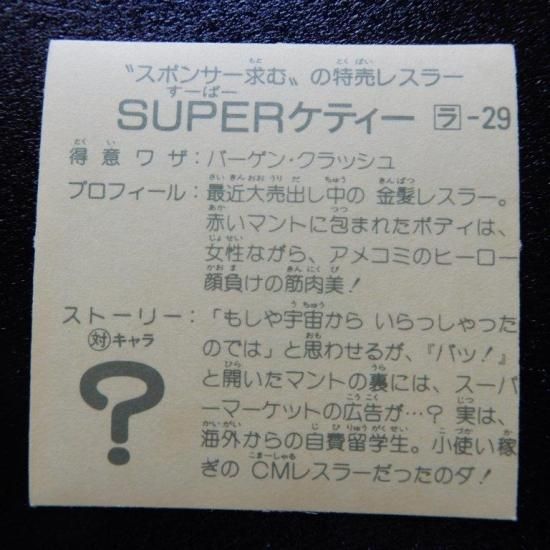 〝スポンサー求む〟の特売レスラー
SUPERケティー ラ-29
得意ワザ：バーゲン・クラッシュ
プロフィール：最近大売出し中の 金髪レスラー。
赤いマントに包まれたボディは、
女性ながら、アメコミのヒーロー
顔負けの筋肉美！
ストーリー：「もしや宇宙から いらっしゃった
対キャラ
？
のでは」と思わせるが、『バッ！』
と開いたマントの裏には、スーパ
ーマーケットの広告が…？ 実は、
海外からの自費留学生。小使い稼
ぎの CMレスラーだったのダ！